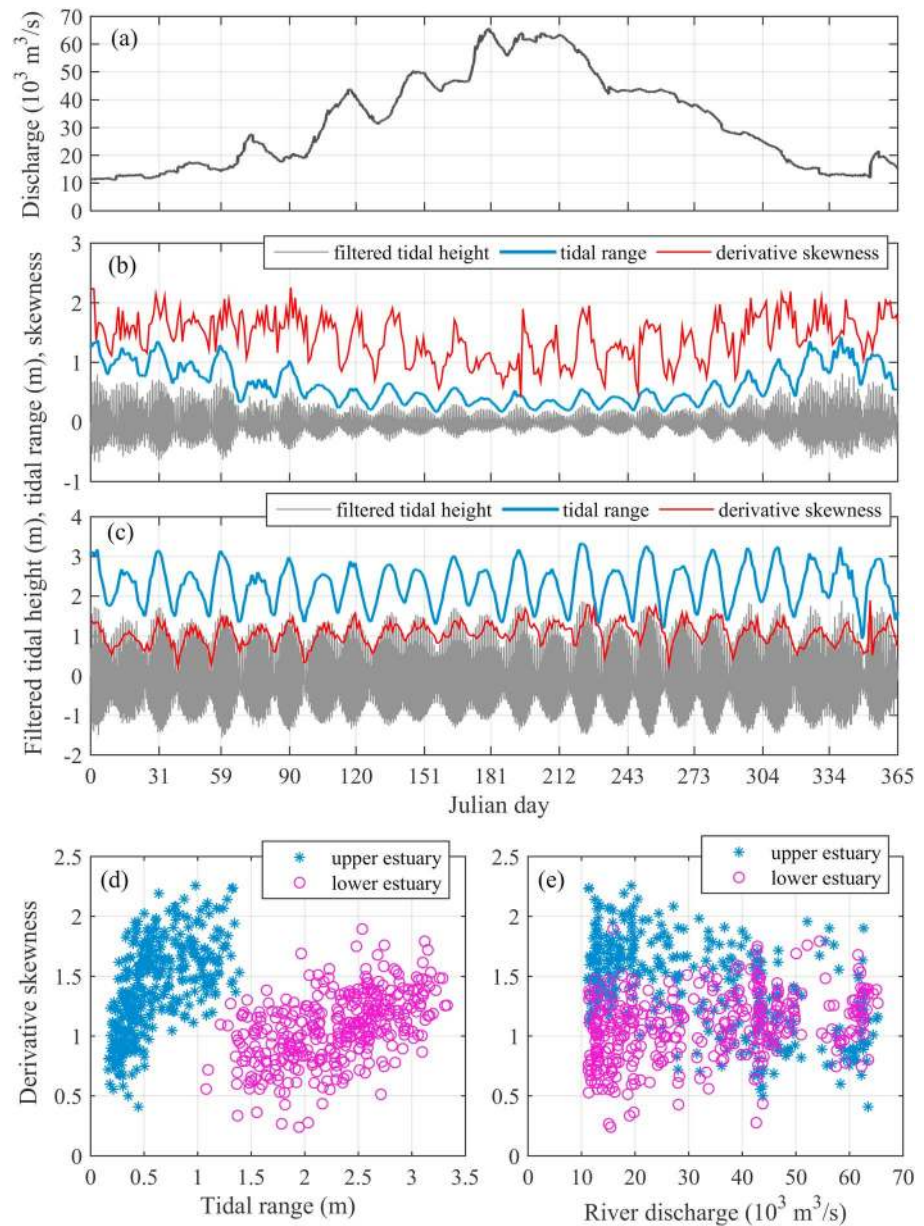 (a)
Discharge (10³ m³/s)
70
60
50
40
30
20
10
0
(b)
filtered tidal height tidal range derivative skewness
3
2
1
0
-1
Filtered tidal height (m), tidal range (m), skewness
(c)
filtered tidal height tidal range derivative skewness
4
3
2
1
0
-1
-2
0 31 59 90 120 151 181 212 243 273 304 334 365
Julian day
(d)
upper estuary
lower estuary
Derivative skewness
2.5
2
1.5
1
0.5
0
0 0.5 1 1.5 2 2.5 3 3.5
Tidal range (m)
(e)
upper estuary
lower estuary
2.5
2
1.5
1
0.5
0
0 10 20 30 40 50 60 70
River discharge (10³ m³/s)